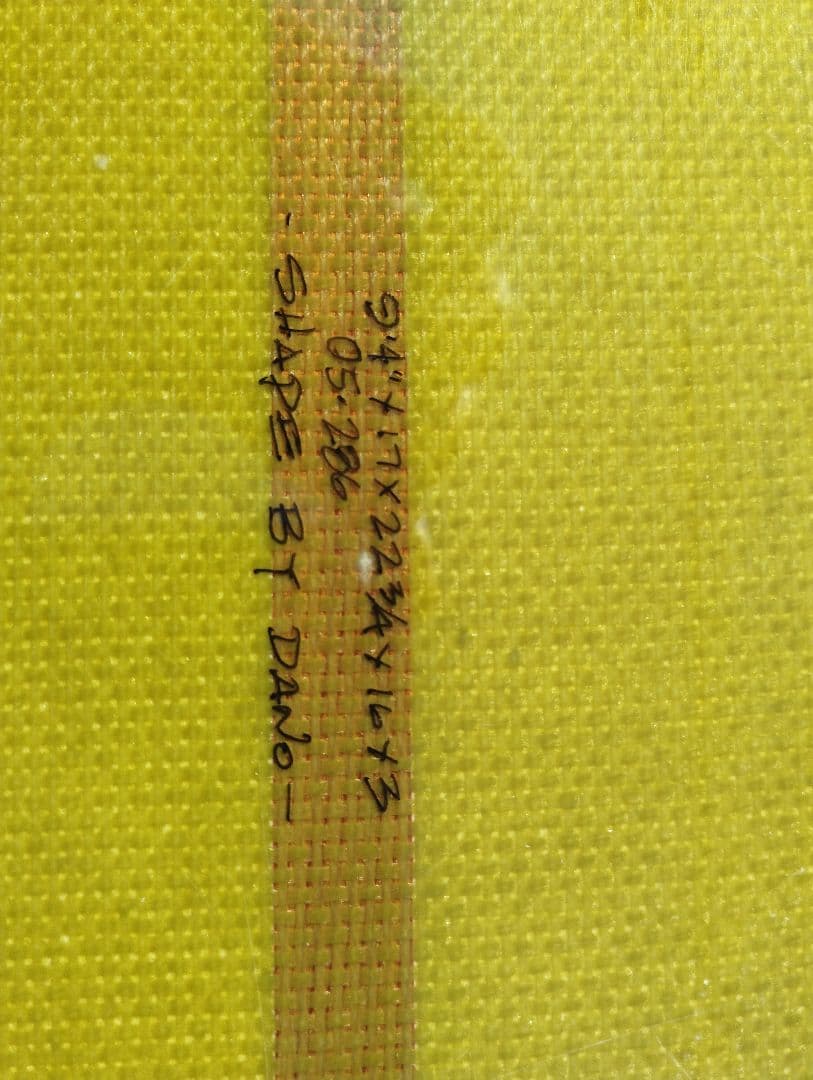 9'4" x 17 x 22 3/4 x 16 x 3
05.286
- SHAPE BY DANO -